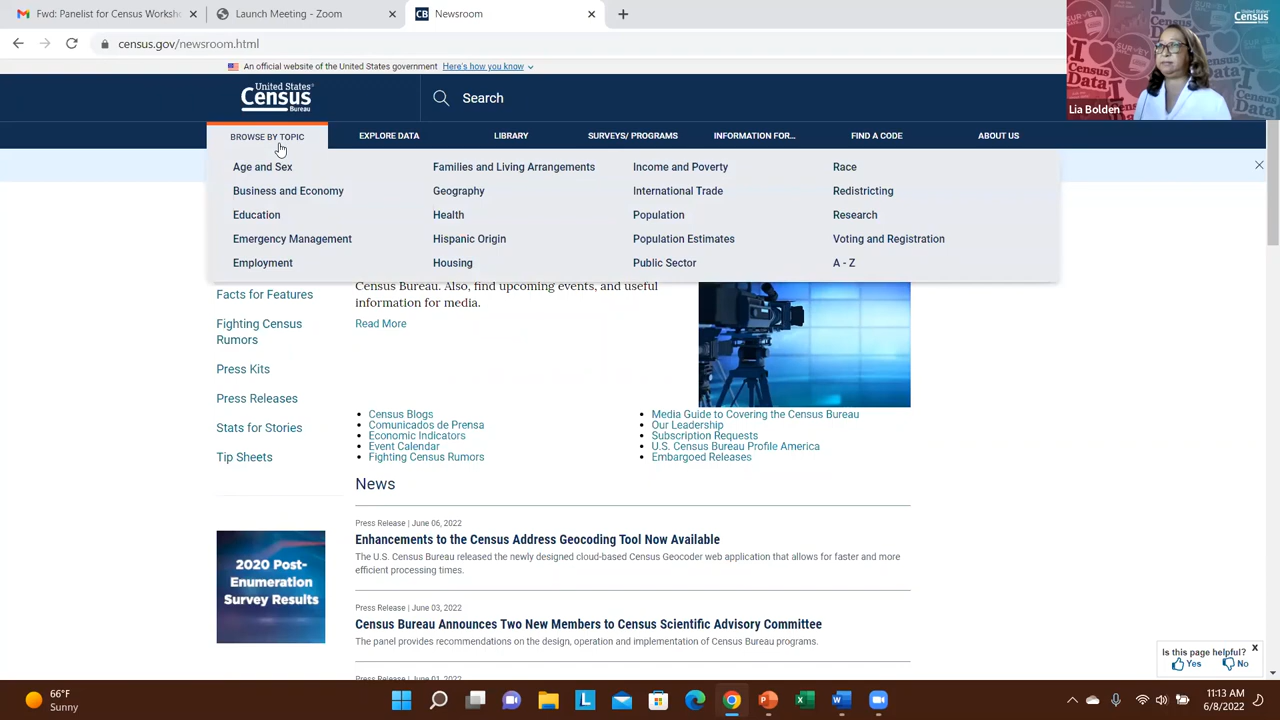 Fwd: Panelist for Census Worksh
Launch Meeting - Zoom
CB Newsroom
census.gov/newsroom.html
An official website of the United States government Here's how you know
United States®
Census
Bureau
Search
BROWSE BY TOPIC EXPLORE DATA LIBRARY SURVEYS/ PROGRAMS INFORMATION FOR... FIND A CODE ABOUT US
Age and Sex Families and Living Arrangements Income and Poverty Race
Business and Economy Geography International Trade Redistricting
Education Health Population Research
Emergency Management Hispanic Origin Population Estimates Voting and Registration
Employment Housing Public Sector A - Z
Census Bureau. Also, find upcoming events, and useful
information for media.
Read More
Facts for Features
Fighting Census
Rumors
Press Kits
Press Releases
Stats for Stories
Tip Sheets
Census Blogs
Comunicados de Prensa
Economic Indicators
Event Calendar
Fighting Census Rumors
Media Guide to Covering the Census Bureau
Our Leadership
Subscription Requests
U.S. Census Bureau Profile America
Embargoed Releases
News
Press Release | June 06, 2022
Enhancements to the Census Address Geocoding Tool Now Available
The U.S. Census Bureau released the newly designed cloud-based Census Geocoder web application that allows for faster and more
efficient processing times.
Press Release | June 03, 2022
Census Bureau Announces Two New Members to Census Scientific Advisory Committee
The panel provides recommendations on the design, operation and implementation of Census Bureau programs.
2020 Post-
Enumeration
Survey Results
Is this page helpful? X
Yes No
66°F
Sunny
11:13 AM
6/8/2022
Lia Bolden
United States
Census
Bureau
I
Census
Data